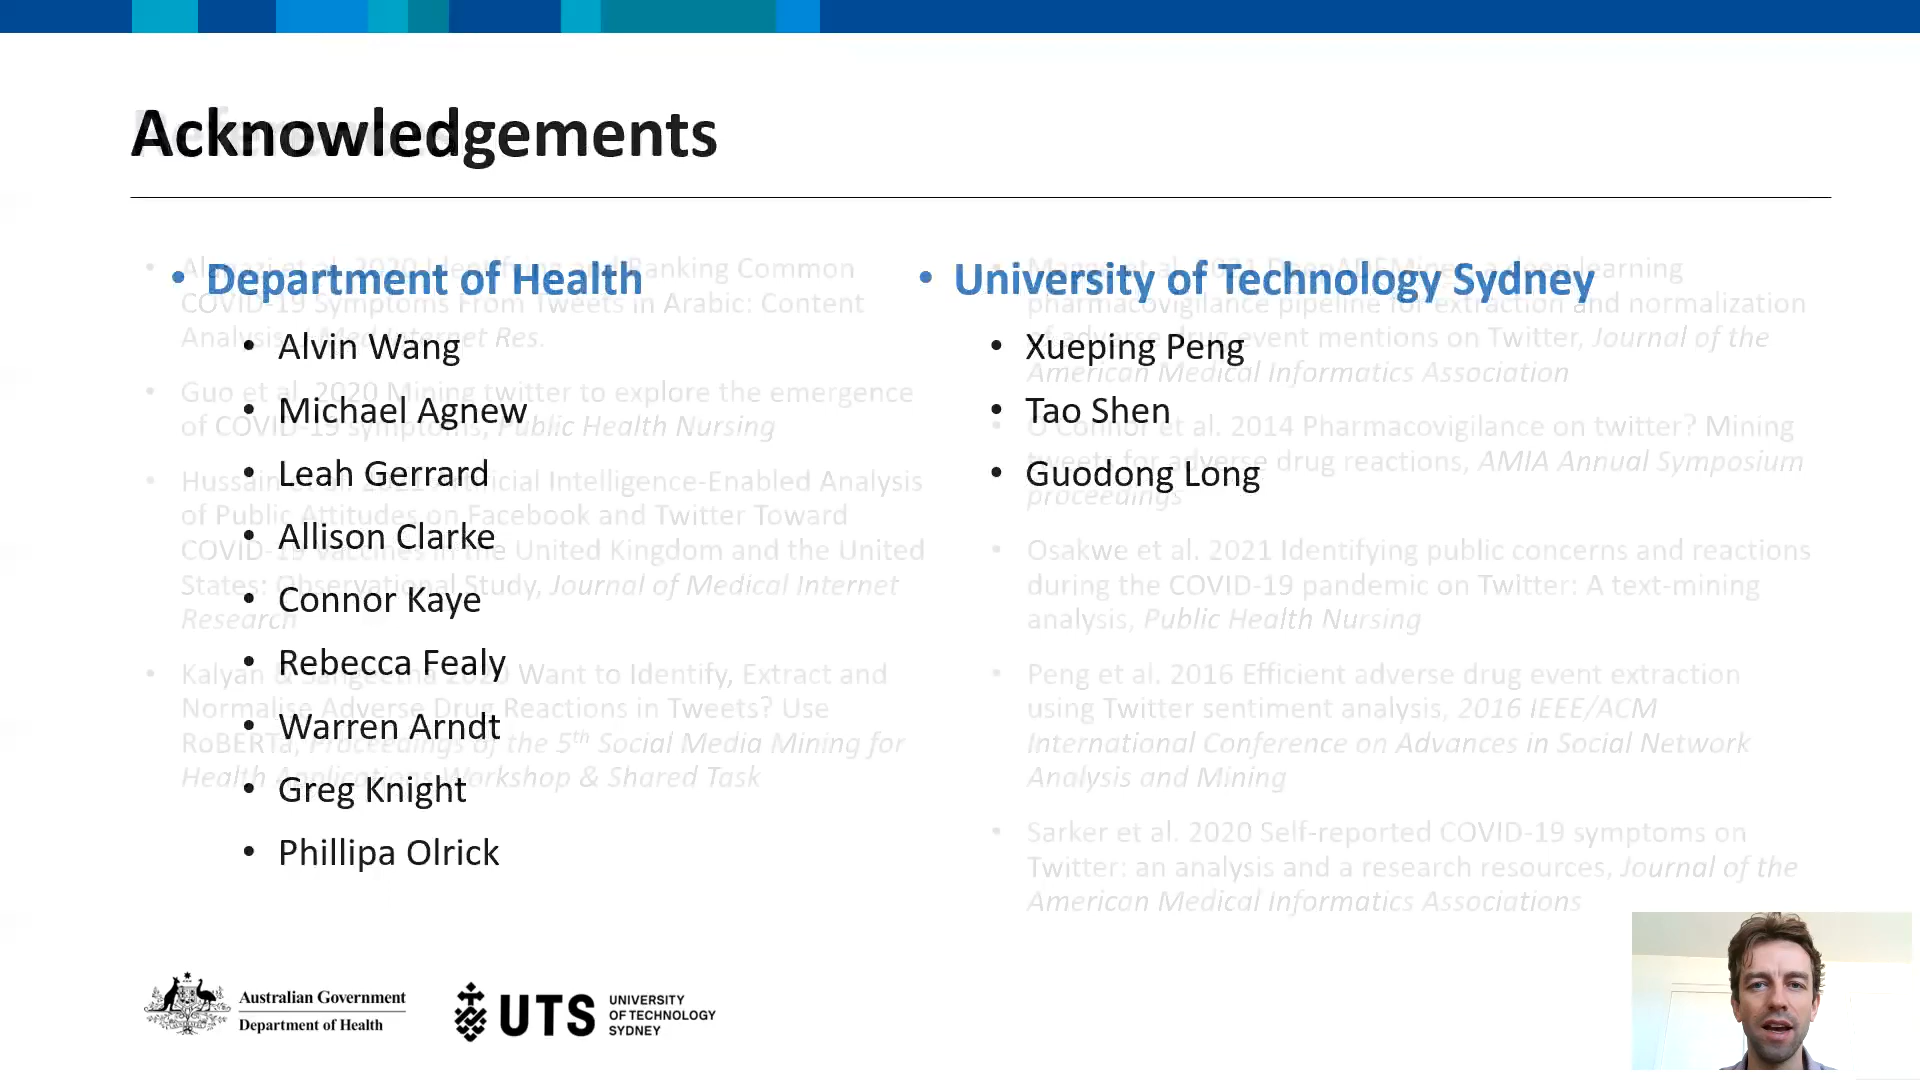 Acknowledgements
• Department of Health
• Alvin Wang
• Michael Agnew
• Leah Gerrard
• Allison Clarke
• Connor Kaye
• Rebecca Fealy
• Warren Arndt
• Greg Knight
• Phillipa Olrick
• University of Technology Sydney
• Xueping Peng
• Tao Shen
• Guodong Long
• et al. 2020 Identifying and Ranking Common
COVID-19 Symptoms From Tweets in Arabic: Content
Analysis, Med Internet Res.
• Guo et al. 2020 Mining twitter to explore the emergence
of COVID-19 symptoms, Public Health Nursing
• Hussain et al. 2021 Artificial Intelligence-Enabled Analysis
of Public Attitudes on Facebook and Twitter Toward
COVID-19 Vaccines in the United Kingdom and the United
States: Observational Study, Journal of Medical Internet
Research
• Kalyan & Sangeetha 2020 Want to Identify, Extract and
Normalise Adverse Drug Reactions in Tweets? Use
RoBERTa, Proceedings of the 5th Social Media Mining for
Health Applications Workshop & Shared Task
• et al. 2021 DeepADEMiner: a deep learning
pharmacovigilance pipeline for extraction and normalization
of adverse drug event mentions on Twitter, Journal of the
American Medical Informatics Association
• O'Connor et al. 2014 Pharmacovigilance on twitter? Mining
tweets for adverse drug reactions, AMIA Annual Symposium
proceedings
• Osakwe et al. 2021 Identifying public concerns and reactions
during the COVID-19 pandemic on Twitter: A text-mining
analysis, Public Health Nursing
• Peng et al. 2016 Efficient adverse drug event extraction
using Twitter sentiment analysis, 2016 IEEE/ACM
International Conference on Advances in Social Network
Analysis and Mining
• Sarker et al. 2020 Self-reported COVID-19 symptoms on
Twitter: an analysis and a research resources, Journal of the
American Medical Informatics Associations
Australian Government
Department of Health
UTS
UNIVERSITY
OF TECHNOLOGY
SYDNEY